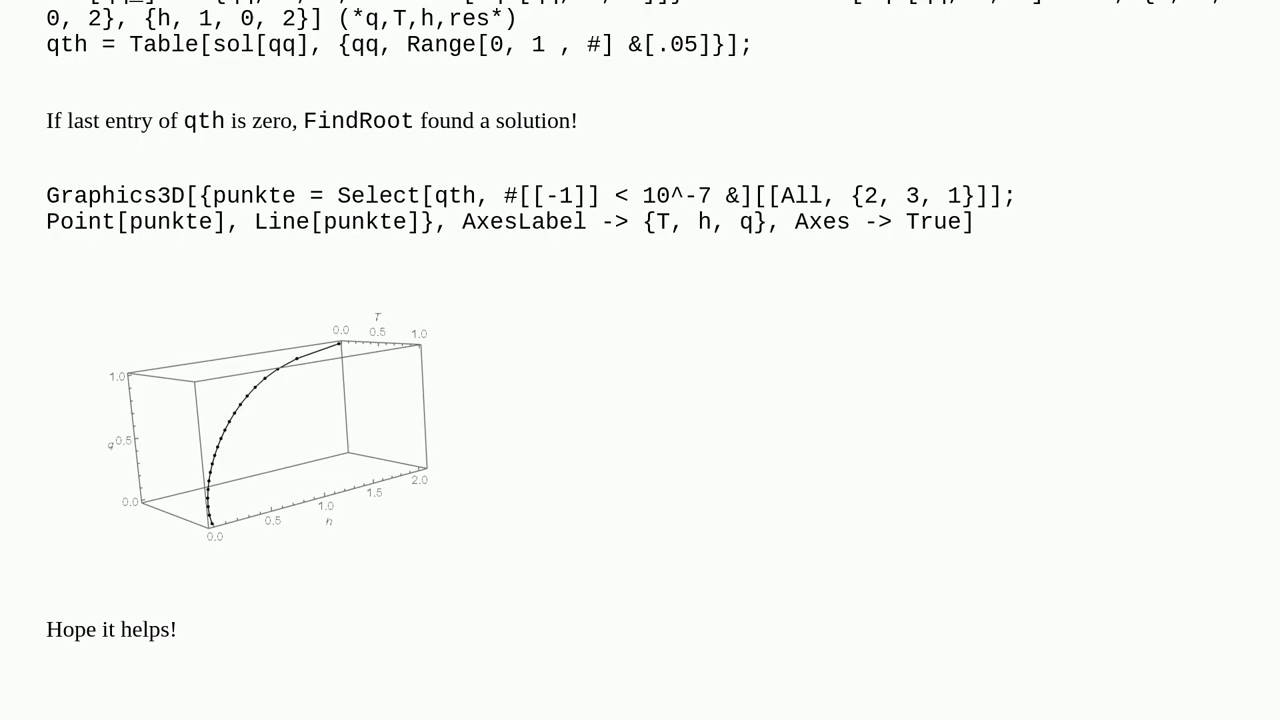 0, 2}, {h, 1, 0, 2}] (*q,T,h,res*)
qth = Table[sol[qq], {qq, Range[0, 1 , #] &[.05]}];
If last entry of qth is zero, FindRoot found a solution!
Graphics3D[{punkte = Select[qth, #[[-1]] < 10^-7 &][[All, {2, 3, 1}]];
Point[punkte], Line[punkte]}, AxesLabel -> {T, h, q}, Axes -> True]
T
0.0 0.5 1.0
1.0
q 0.5
0.0
2.0
1.5
1.0
0.5 h
0.0
Hope it helps!